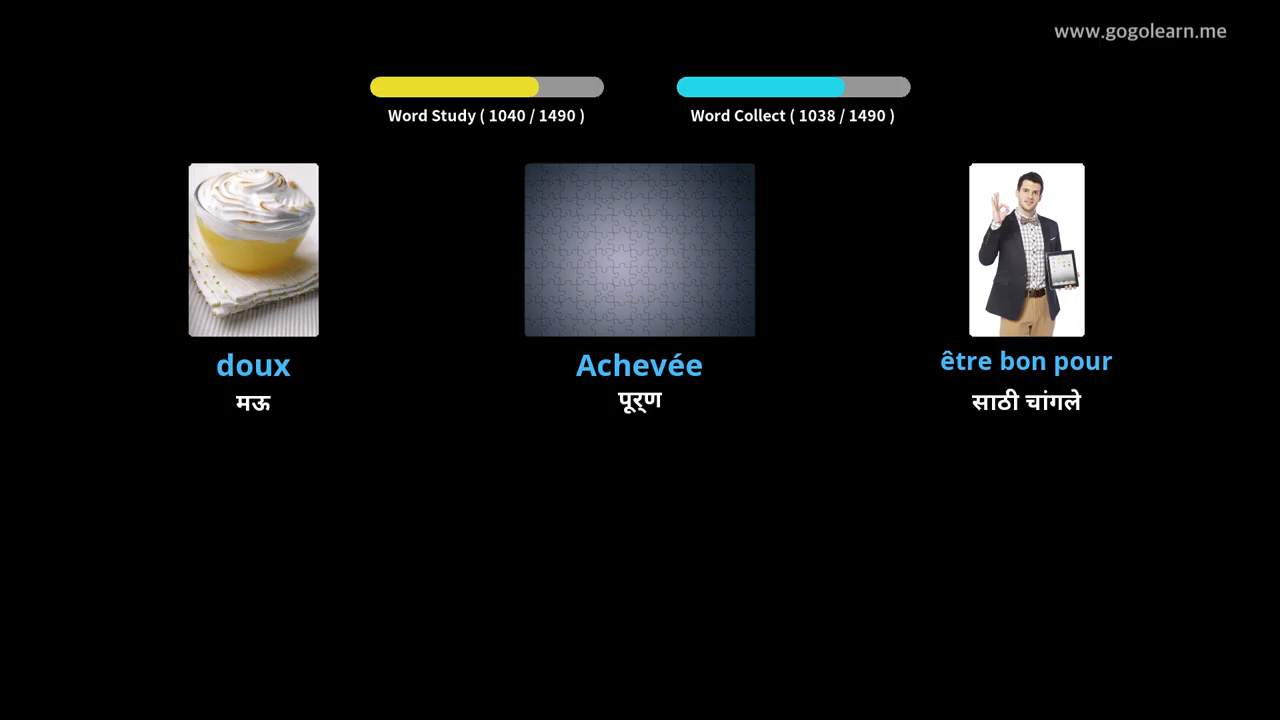 www.gogolearn.me
Word Study ( 1040 / 1490 )
Word Collect ( 1038 / 1490 )
doux
मऊ
Achevée
पूर्ण
être bon pour
साठी चांगले